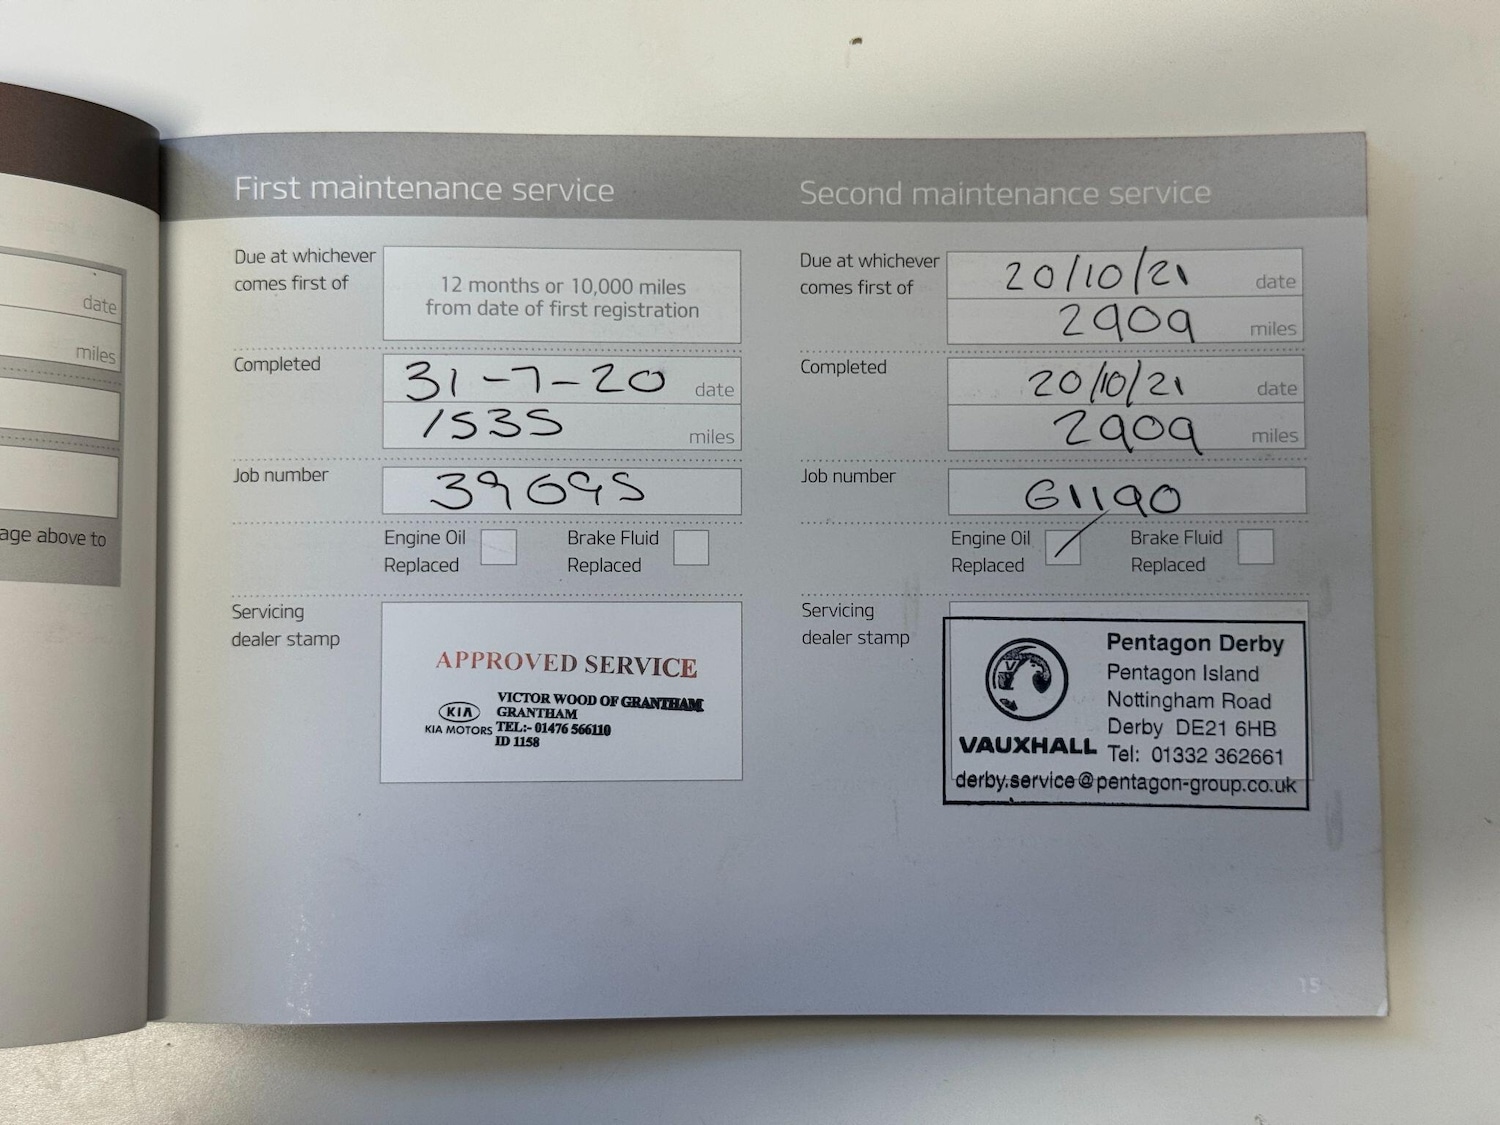 date
miles
age above to
First maintenance service
Due at whichever
comes first of
12 months or 10,000 miles
from date of first registration
Completed
31-7-20 date
1535 miles
Job number
39695
Engine Oil
Replaced
Brake Fluid
Replaced
Servicing
dealer stamp
APPROVED SERVICE
VICTOR WOOD OF GRANTHAM
GRANTHAM
KIA
KIA MOTORS TEL:- 01476 566110
ID 1158
Second maintenance service
Due at whichever
comes first of
20/10/21 date
2909 miles
Completed
20/10/21 date
2909 miles
Job number
61190
Engine Oil
Replaced
Brake Fluid
Replaced
Servicing
dealer stamp
Pentagon Derby
Pentagon Island
Nottingham Road
Derby DE21 6HB
VAUXHALL
Tel: 01332 362661
derby.service@pentagon-group.co.uk
15